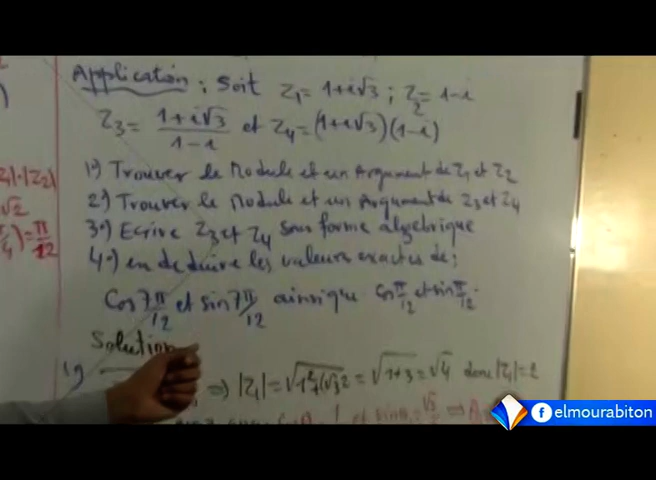 Application : Soit Z₁ = 1+i√3 ; Z₂ = 1-i
Z₃ = (1+i√3)/(1-i) et Z₄ = (1+i√3)(1-i)
1°) Trouver le Module et un Argument de Z₁ et Z₂
2°) Trouver le Module et un Argument de Z₃ et Z₄
3°) Ecrire Z₃ et Z₄ sous forme algebrique
4°) en deduire les valeurs exactes de ;
Cos 7π/12 et sin 7π/12 ainsi que Cos π/12 et sin π/12 .
Solution
1°) ⇒ |Z₁| = √(1²+(√3)²) = √(1+3) = √4 donc |Z₁| = 2
elmourabiton